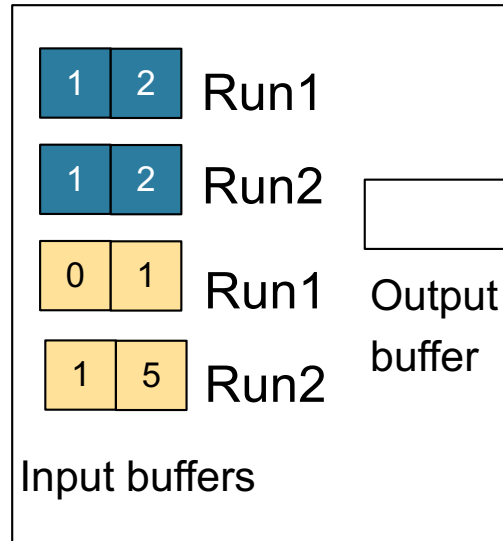 1 2 Run1
1 2 Run2
0 1 Run1
1 5 Run2
Output
buffer
Input buffers